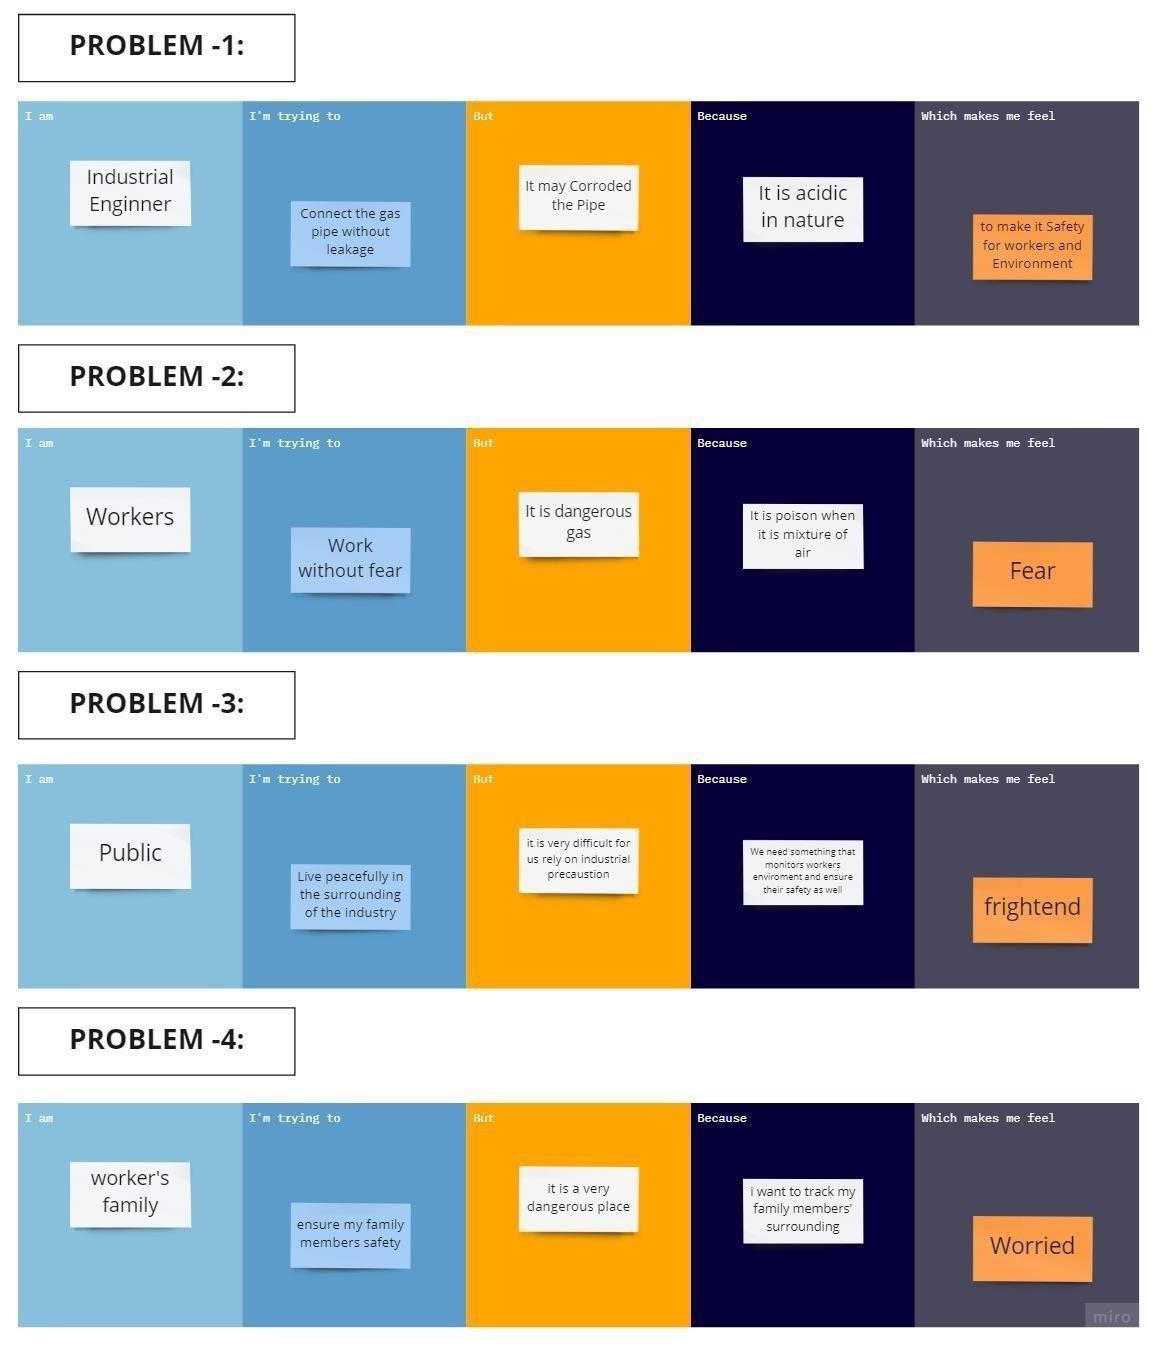 PROBLEM -1:
I am
Industrial
Enginner
I'm trying to
Connect the gas
pipe without
leakage
But
It may Corroded
the Pipe
Because
It is acidic
in nature
Which makes me feel
to make it Safety
for workers and
Environment
PROBLEM -2:
I am
Workers
I'm trying to
Work
without fear
But
It is dangerous
gas
Because
It is poison when
it is mixture of
air
Which makes me feel
Fear
PROBLEM -3:
I am
Public
I'm trying to
Live peacefully in
the surrounding
of the industry
But
it is very difficult for
us rely on industrial
precaustion
Because
We need something that
monitors workers
enviroment and ensure
their safety as well
Which makes me feel
frightend
PROBLEM -4:
I am
worker's
family
I'm trying to
ensure my family
members safety
But
it is a very
dangerous place
Because
i want to track my
family members'
surrounding
Which makes me feel
Worried
miro